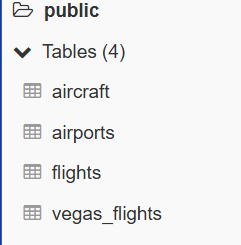 public
Tables (4)
aircraft
airports
flights
vegas_flights